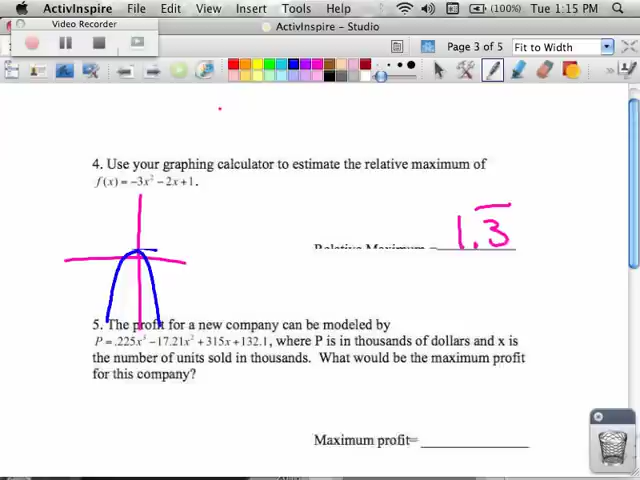 ActivInspire File Edit View Insert Tools Help (100%) Tue 1:15 PM
Video Recorder
ActivInspire - Studio
Page 3 of 5 Fit to Width
4. Use your graphing calculator to estimate the relative maximum of
f(x) = −3x² − 2x + 1.
1.3̅
Relative Maximum =
5. The profit for a new company can be modeled by
P = .225x³ − 17.21x² + 315x + 132.1, where P is in thousands of dollars and x is
the number of units sold in thousands. What would be the maximum profit
for this company?
Maximum profit=